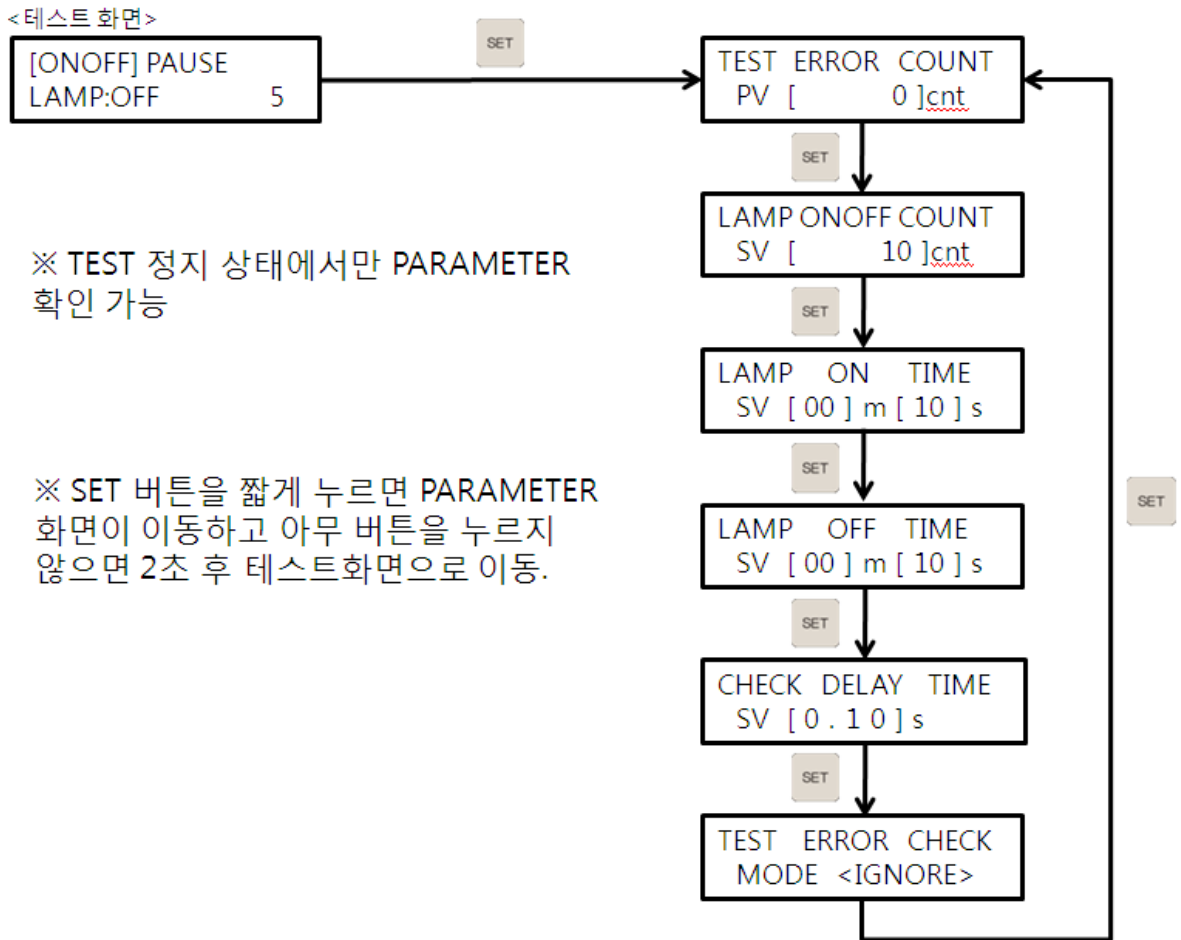 <테스트 화면>
[ONOFF] PAUSE
LAMP:OFF 5
SET
TEST ERROR COUNT
PV [ 0 ]cnt
SET
LAMP ONOFF COUNT
SV [ 10 ]cnt
※ TEST 정지 상태에서만 PARAMETER
확인 가능
SET
LAMP ON TIME
SV [ 00 ] m [ 10 ] s
SET
※ SET 버튼을 짧게 누르면 PARAMETER
화면이 이동하고 아무 버튼을 누르지
않으면 2초 후 테스트화면으로 이동.
SET
LAMP OFF TIME
SV [ 00 ] m [ 10 ] s
SET
CHECK DELAY TIME
SV [ 0 . 1 0 ] s
SET
TEST ERROR CHECK
MODE <IGNORE>